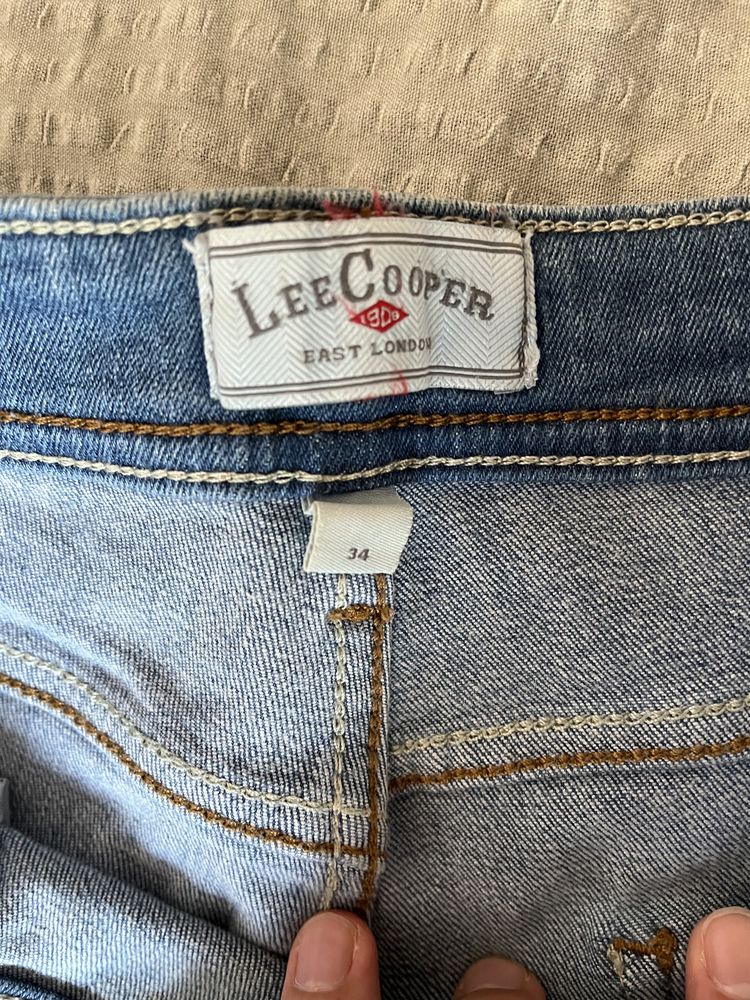 LEE COOPER
1908
EAST LONDON
34